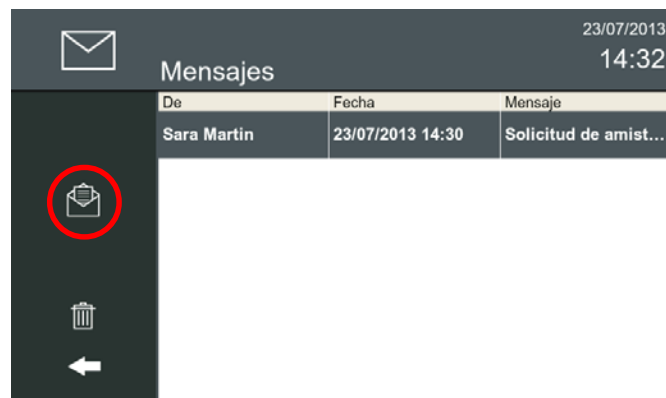 23/07/2013
Mensajes 14:32
De Fecha Mensaje
Sara Martin 23/07/2013 14:30 Solicitud de amist...